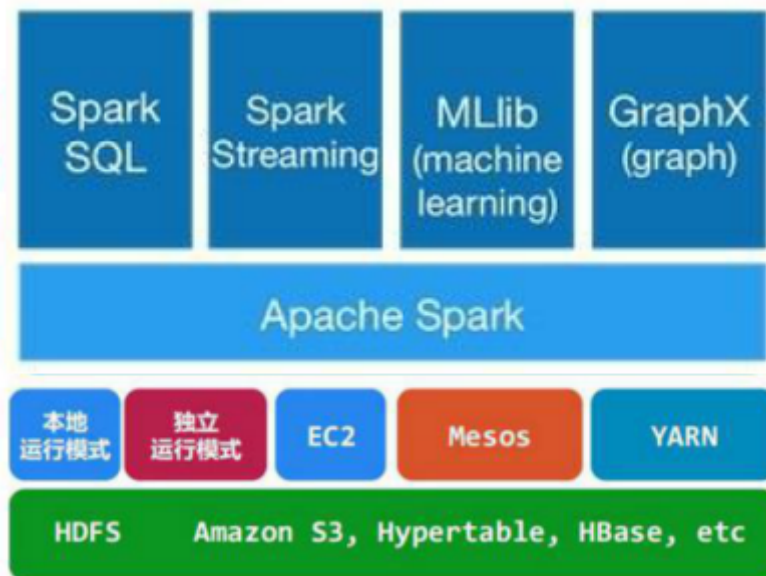 Spark
SQL
Spark
Streaming
MLlib
(machine
learning)
GraphX
(graph)
Apache Spark
本地
运行模式
独立
运行模式
EC2
Mesos
YARN
HDFS Amazon S3, Hypertable, HBase, etc